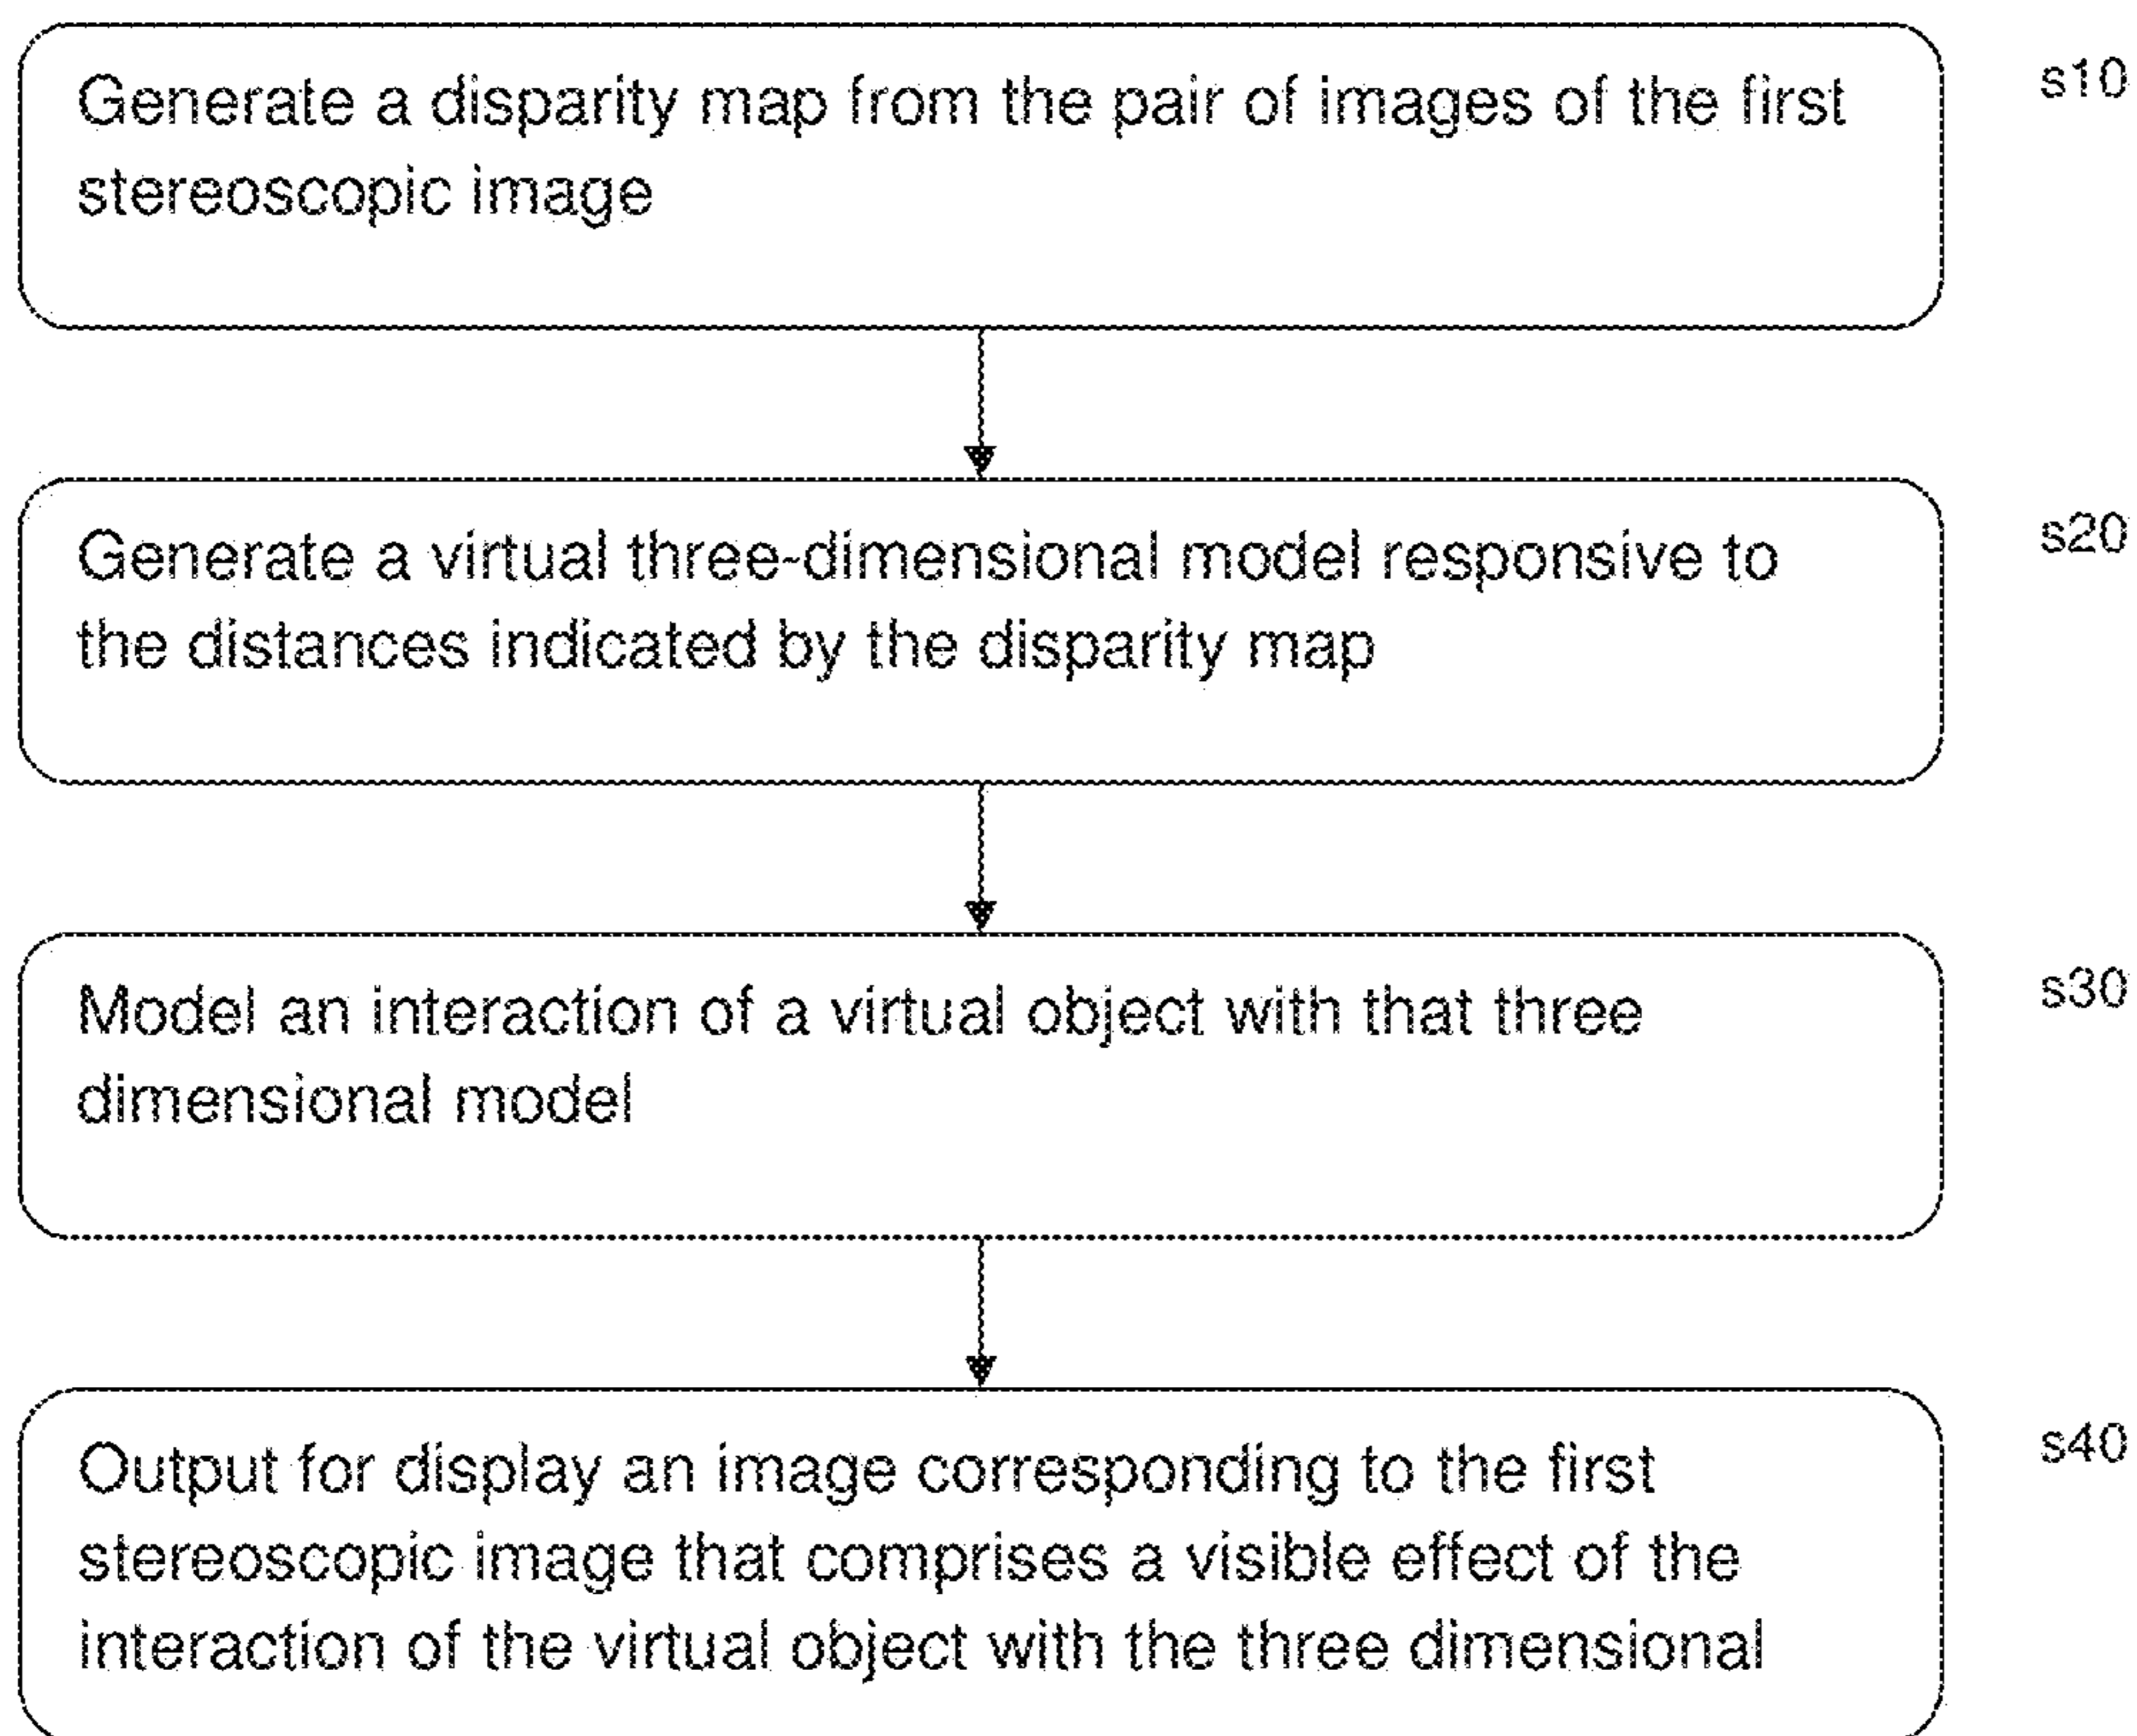 Generate a disparity map from the pair of images of the first
stereoscopic image
s10
Generate a virtual three-dimensional model responsive to
the distances indicated by the disparity map
s20
Model an interaction of a virtual object with that three
dimensional model
s30
Output for display an image corresponding to the first
stereoscopic image that comprises a visible effect of the
interaction of the virtual object with the three dimensional
s40